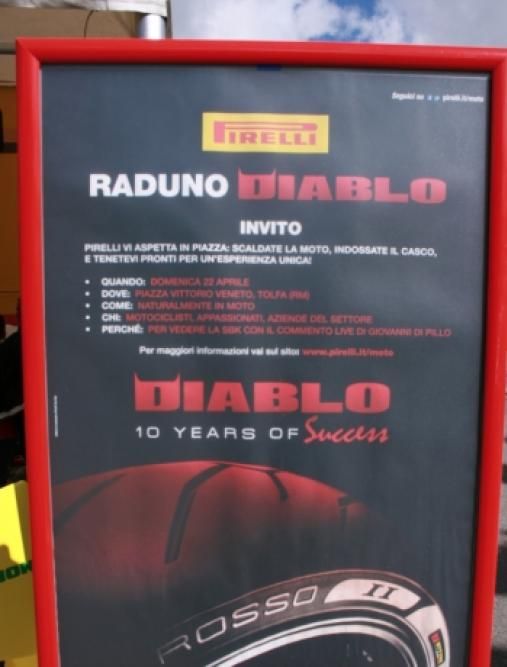 Seguici su pirelli.it/moto
PIRELLI
RADUNO DIABLO
INVITO
PIRELLI VI ASPETTA IN PIAZZA: SCALDATE LA MOTO, INDOSSATE IL CASCO,
E TENETEVI PRONTI PER UN'ESPERIENZA UNICA!
• QUANDO: DOMENICA 22 APRILE
• DOVE: PIAZZA VITTORIO VENETO, TOLFA (RM)
• COME: NATURALMENTE IN MOTO
• CHI: MOTOCICLISTI, APPASSIONATI, AZIENDE DEL SETTORE
• PERCHÉ: PER VEDERE LA SBK CON IL COMMENTO LIVE DI GIOVANNI DI PILLO
Per maggiori informazioni vai sul sito: www.pirelli.it/moto
DIABLO
10 YEARS OF Success
ROSSO II